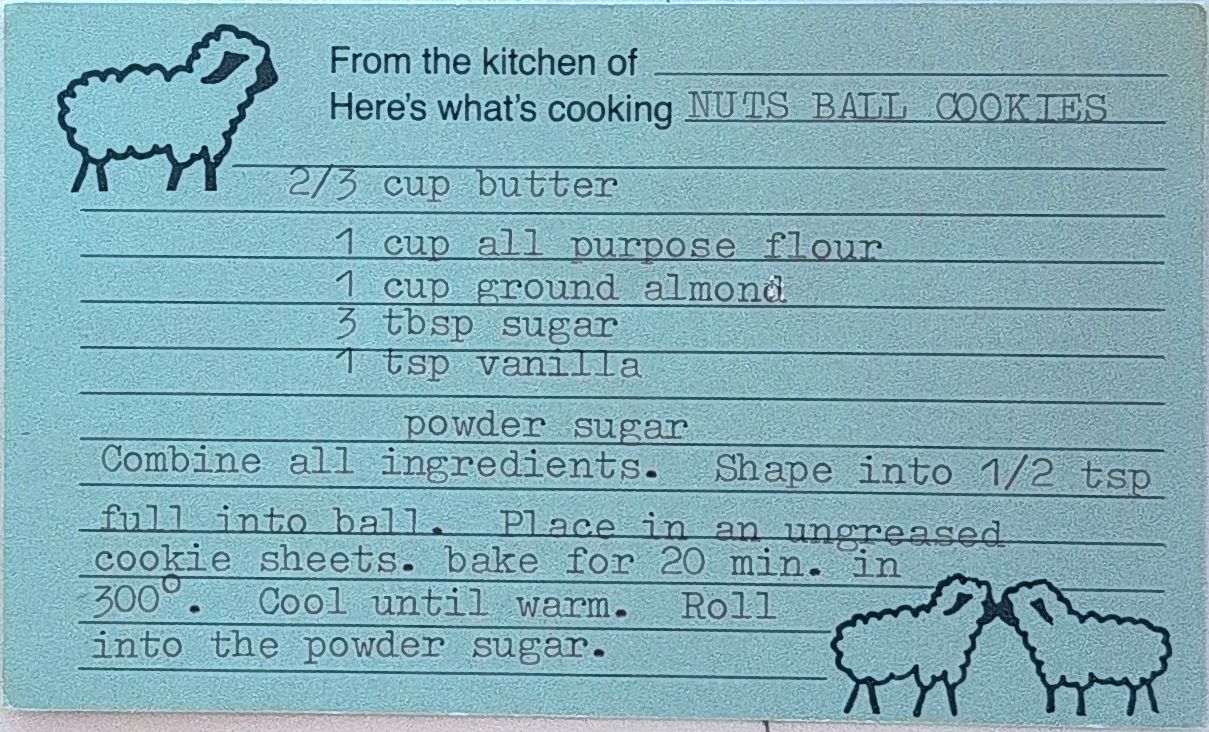 From the kitchen of
Here's what's cooking NUTS BALL COOKIES
2/3 cup butter
1 cup all purpose flour
1 cup ground almond
3 tbsp sugar
1 tsp vanilla
powder sugar
Combine all ingredients. Shape into 1/2 tsp
full into ball. Place in an ungreased
cookie sheets. bake for 20 min. in
300°. Cool until warm. Roll
into the powder sugar.